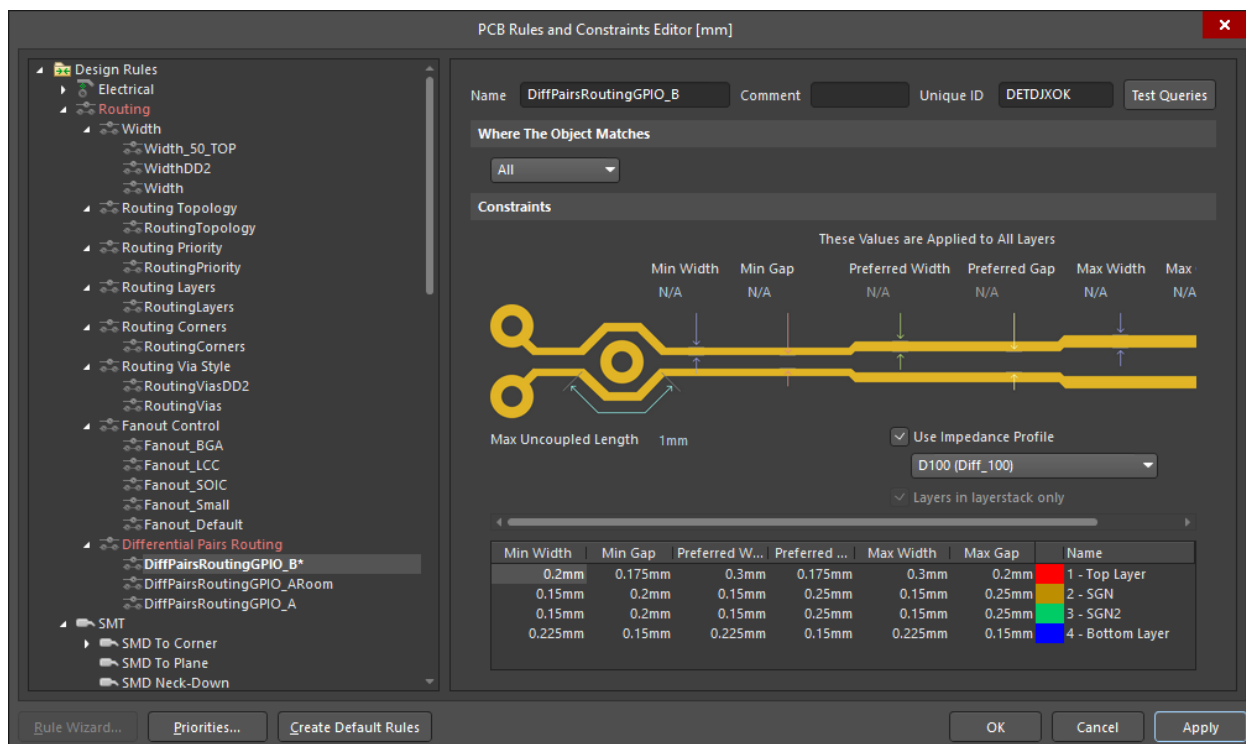 PCB Rules and Constraints Editor [mm]
Design Rules
Electrical
Routing
Width
Width_50_TOP
WidthDD2
Width
Routing Topology
RoutingTopology
Routing Priority
RoutingPriority
Routing Layers
RoutingLayers
Routing Corners
RoutingCorners
Routing Via Style
RoutingViasDD2
RoutingVias
Fanout Control
Fanout_BGA
Fanout_LCC
Fanout_SOIC
Fanout_Small
Fanout_Default
Differential Pairs Routing
DiffPairsRoutingGPIO_B*
DiffPairsRoutingGPIO_ARoom
DiffPairsRoutingGPIO_A
SMT
SMD To Corner
SMD To Plane
SMD Neck-Down
Name DiffPairsRoutingGPIO_B Comment Unique ID DETDJXOK Test Queries
Where The Object Matches
All
Constraints
These Values are Applied to All Layers
Min Width Min Gap Preferred Width Preferred Gap Max Width Max
N/A N/A N/A N/A N/A N/A
Max Uncoupled Length 1mm
Use Impedance Profile
D100 (Diff_100)
Layers in layerstack only
Min Width Min Gap Preferred W... Preferred ... Max Width Max Gap Name
0.2mm 0.175mm 0.3mm 0.175mm 0.3mm 0.2mm 1 - Top Layer
0.15mm 0.2mm 0.15mm 0.25mm 0.15mm 0.25mm 2 - SGN
0.15mm 0.2mm 0.15mm 0.25mm 0.15mm 0.25mm 3 - SGN2
0.225mm 0.15mm 0.225mm 0.15mm 0.225mm 0.15mm 4 - Bottom Layer
Rule Wizard... Priorities... Create Default Rules OK Cancel Apply